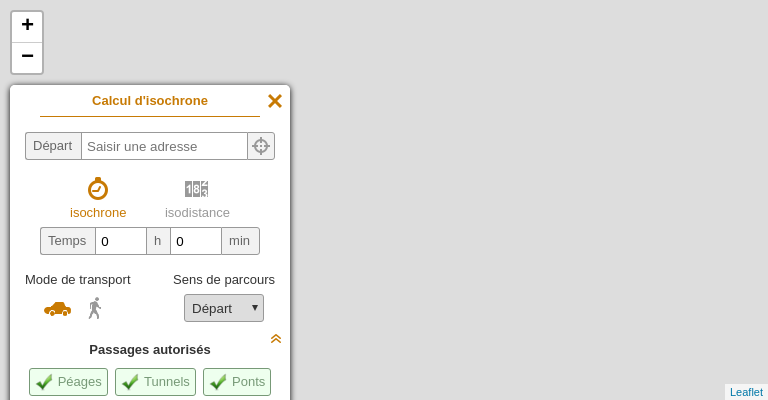 +
−
Calcul d'isochrone
Départ Saisir une adresse
isochrone isodistance
Temps 0 h 0 min
Mode de transport Sens de parcours
Départ
Passages autorisés
Péages Tunnels Ponts
Leaflet